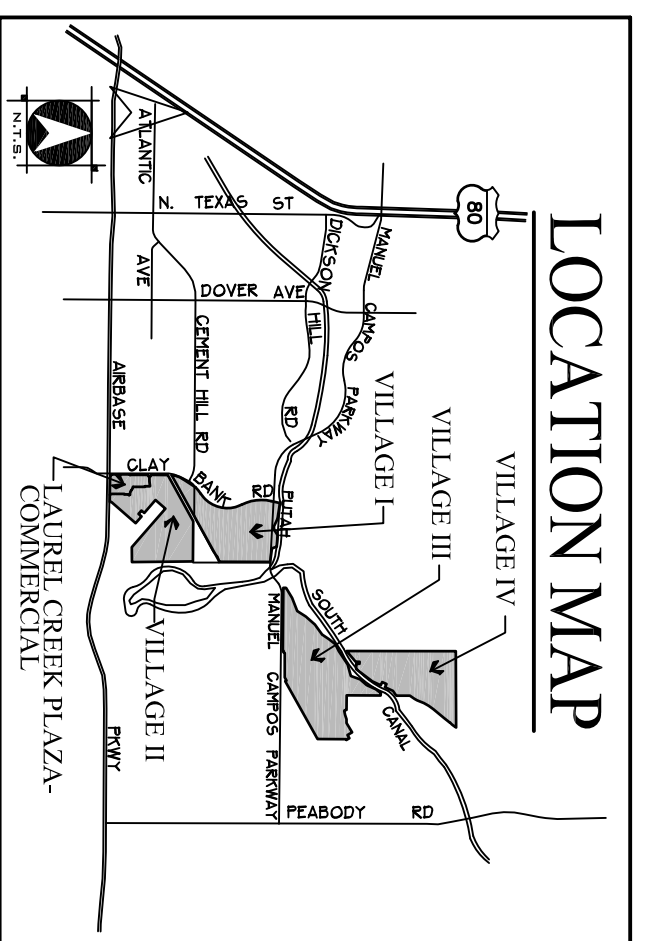 LOCATION MAP
80
N. TEXAS ST
DICKSON HILL RD
MANUEL CAMPOS PARKWAY
ATLANTIC AVE
DOVER AVE
CEMENT HILL RD
AIRBASE PKWY
CLAY BANK RD
PUTAH SOUTH CANAL
MANUEL CAMPOS PARKWAY
PEABODY RD
VILLAGE I
VILLAGE III
VILLAGE IV
VILLAGE II
LAUREL CREEK PLAZA-
COMMERCIAL
N.T.S.